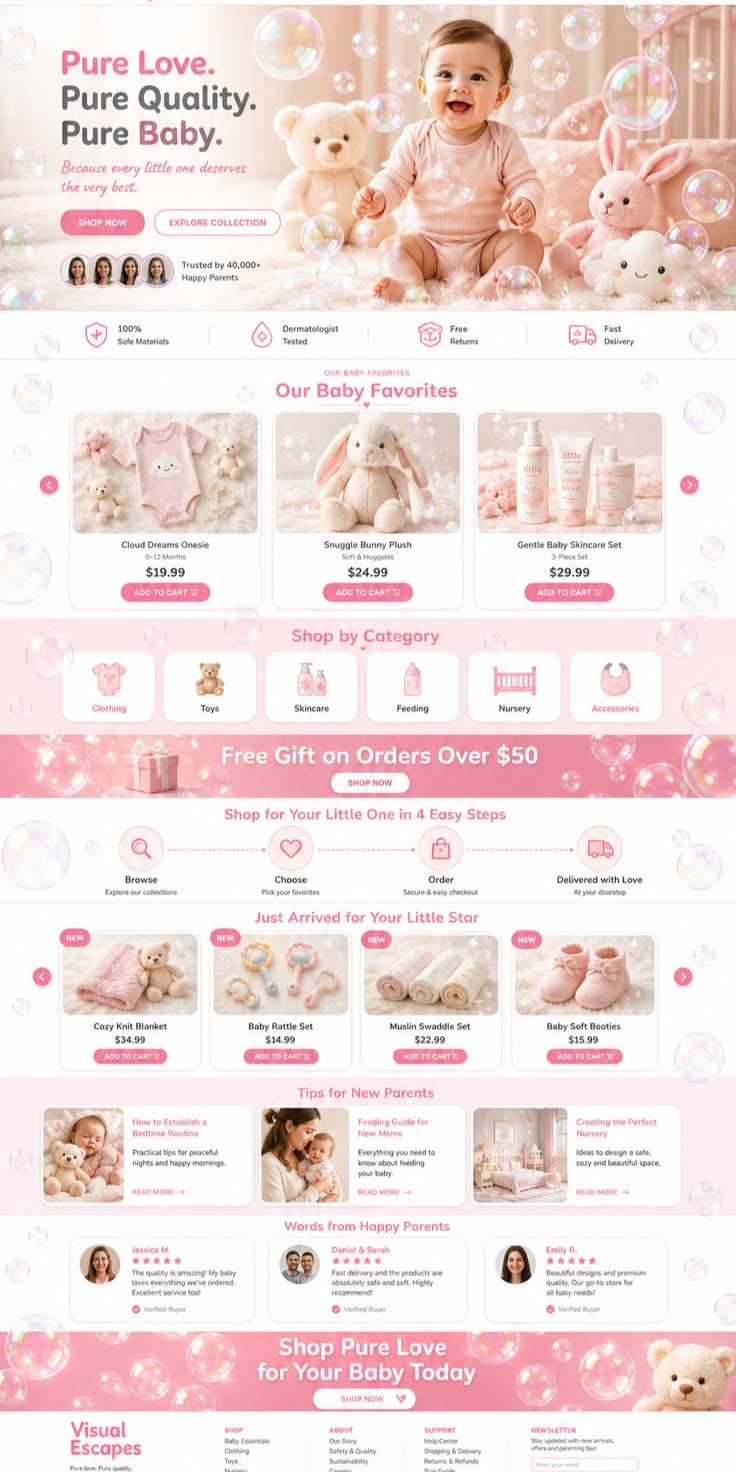 Pure Love.
Pure Quality.
Pure Baby.
Because every little one deserves
the very best.
SHOP NOW
EXPLORE COLLECTION
Trusted by 40,000+
Happy Parents
100%
Safe Materials
Dermatologist
Tested
Free
Returns
Fast
Delivery
OUR BABY FAVORITES
Our Baby Favorites
little
little
Cloud Dreams Onesie
0–12 Months
$19.99
ADD TO CART
Snuggle Bunny Plush
Soft & Huggable
$24.99
ADD TO CART
Gentle Baby Skincare Set
3-Piece Set
$29.99
ADD TO CART
Shop by Category
Clothing
Toys
Skincare
Feeding
Nursery
Accessories
Free Gift on Orders Over $50
SHOP NOW
Shop for Your Little One in 4 Easy Steps
Browse
Explore our collections
Choose
Pick your favorites
Order
Secure & easy checkout
Delivered with Love
At your doorstep
Just Arrived for Your Little Star
NEW
Cozy Knit Blanket
$34.99
ADD TO CART
NEW
Baby Rattle Set
$14.99
ADD TO CART
NEW
Muslin Swaddle Set
$22.99
ADD TO CART
NEW
Baby Soft Booties
$15.99
ADD TO CART
Tips for New Parents
How to Establish a
Bedtime Routine
Practical tips for peaceful
nights and happy mornings.
READ MORE →
Feeding Guide for
New Moms
Everything you need to
know about feeding
your baby.
READ MORE →
Creating the Perfect
Nursery
Ideas to design a safe,
cozy and beautiful space.
READ MORE →
Words from Happy Parents
Jessica M.
The quality is amazing! My baby
loves everything we've ordered.
Excellent service too!
Verified Buyer
Daniel & Sarah
Fast delivery and the products are
absolutely safe and soft. Highly
recommend!
Verified Buyer
Emily R.
Beautiful designs and premium
quality. Our go-to store for
all baby needs!
Verified Buyer
Shop Pure Love
for Your Baby Today
SHOP NOW
Visual
Escapes
Pure love, Pure quality.
SHOP
Baby Essentials
Clothing
Toys
Nursery
ABOUT
Our Story
Safety & Quality
Sustainability
Careers
SUPPORT
Help Center
Shipping & Delivery
Returns & Refunds
Size Guide
NEWSLETTER
Stay updated with new arrivals,
offers and parenting tips!
Enter your email